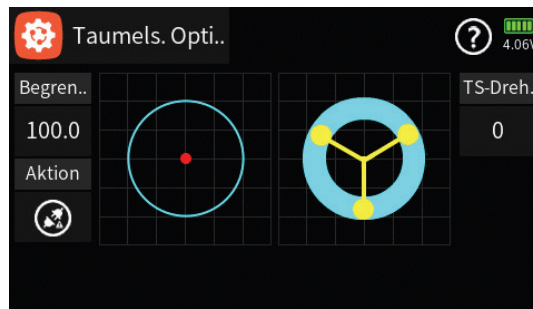 Taumels. Opti..
?
4.06V
Begren..
TS-Dreh.
100.0
0
Aktion